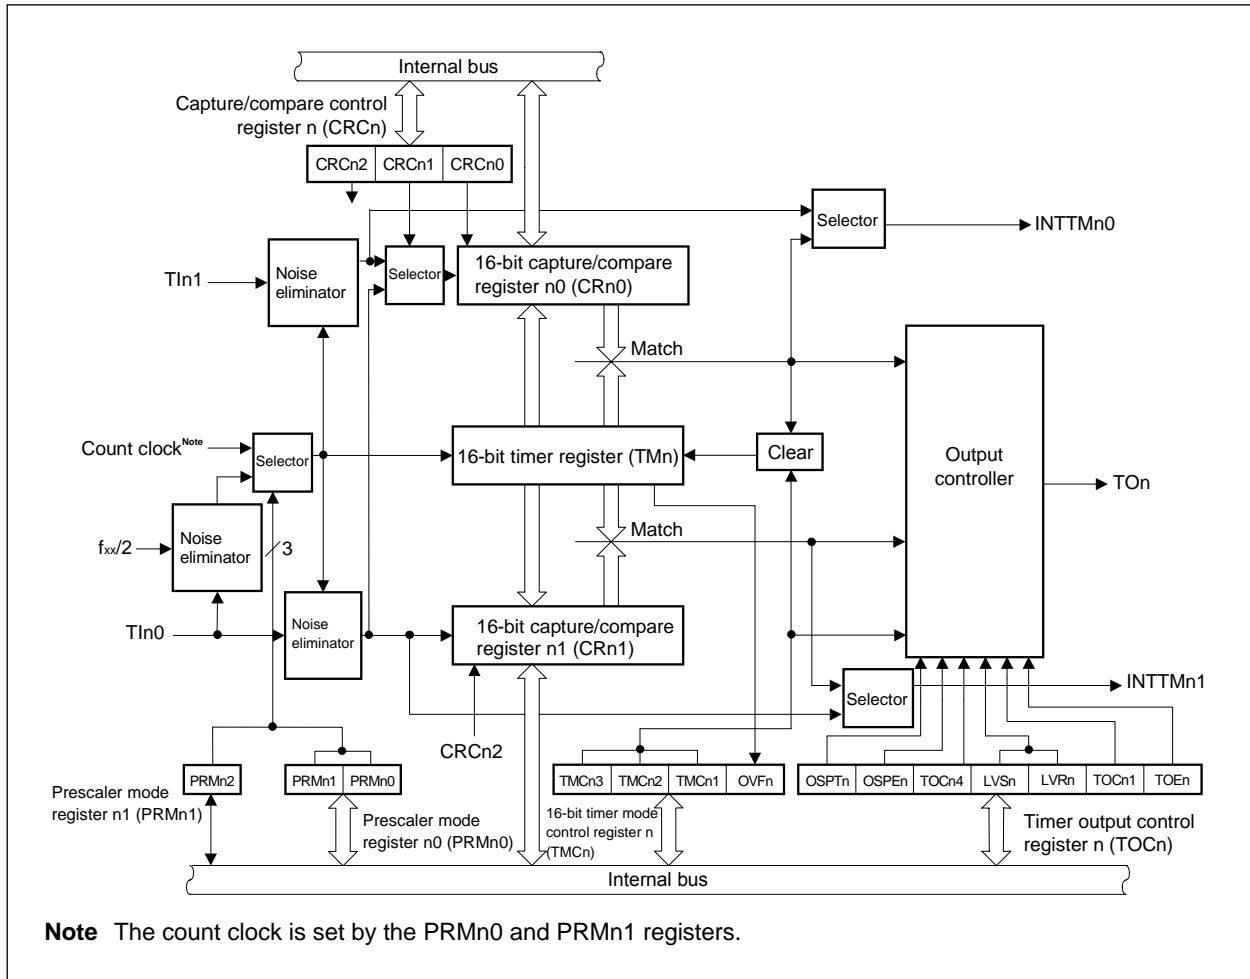 Internal bus
Capture/compare control
register n (CRCn)
CRCn2 CRCn1 CRCn0
Selector
INTTMn0
TIn1
Noise
eliminator
Selector
16-bit capture/compare
register n0 (CRn0)
Match
Count clockNote
Selector
16-bit timer register (TMn)
Clear
Output
controller
TOn
fxx/2
Noise
eliminator
3
Match
TIn0
Noise
eliminator
16-bit capture/compare
register n1 (CRn1)
Selector
INTTMn1
CRCn2
PRMn2
PRMn1 PRMn0
TMCn3 TMCn2 TMCn1 OVFn
OSPTn OSPEn TOCn4 LVSn LVRn TOCn1 TOEn
Prescaler mode
register n1 (PRMn1)
Prescaler mode
register n0 (PRMn0)
16-bit timer mode
control register n
(TMCn)
Timer output control
register n (TOCn)
Internal bus
Note The count clock is set by the PRMn0 and PRMn1 registers.